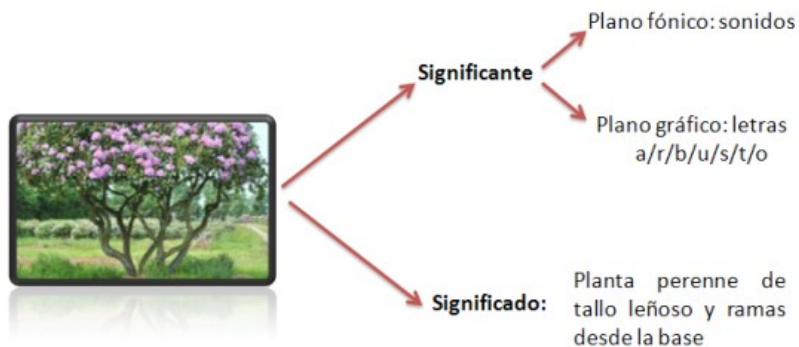 Plano fónico: sonidos
Significante
Plano gráfico: letras
a/r/b/u/s/t/o
Significado:
Planta perenne de
tallo leñoso y ramas
desde la base